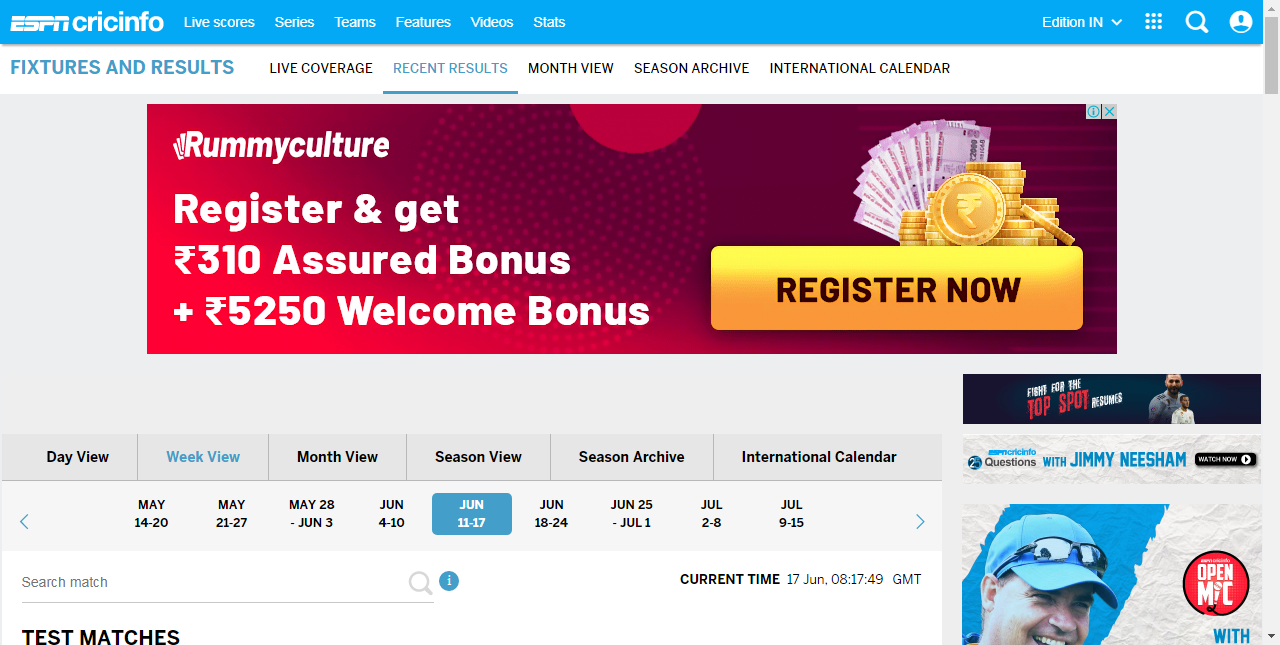 ESPN cricinfo Live scores Series Teams Features Videos Stats Edition IN
FIXTURES AND RESULTS LIVE COVERAGE RECENT RESULTS MONTH VIEW SEASON ARCHIVE INTERNATIONAL CALENDAR
Rummyculture
Register & get
₹310 Assured Bonus
+ ₹5250 Welcome Bonus
REGISTER NOW
FIGHT FOR THE
TOP SPOT RESUMES
ESPNcricinfo
25 Questions WITH JIMMY NEESHAM WATCH NOW
Day View Week View Month View Season View Season Archive International Calendar
MAY MAY MAY 28 JUN JUN JUN JUN 25 JUL JUL
14-20 21-27 - JUN 3 4-10 11-17 18-24 - JUL 1 2-8 9-15
Search match i CURRENT TIME 17 Jun, 08:17:49 GMT
ESPNcricinfo
OPEN
MIC
WITH
TEST MATCHES